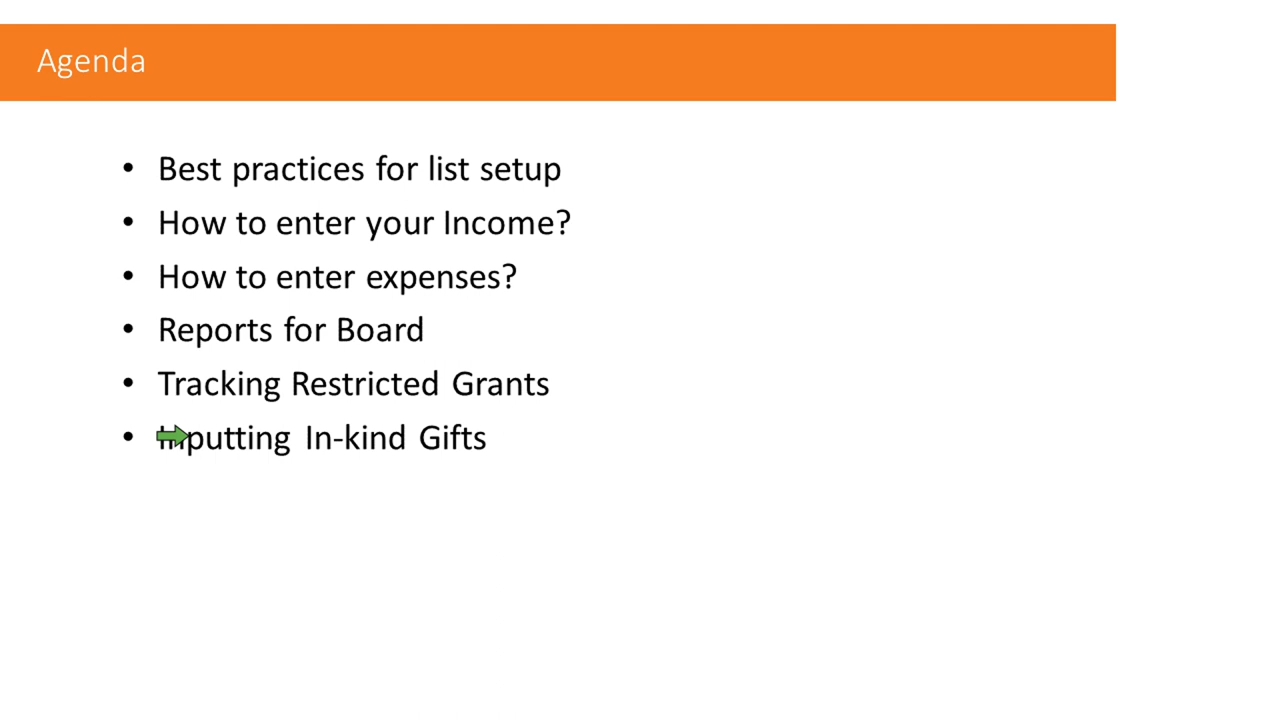 Agenda
• Best practices for list setup
• How to enter your Income?
• How to enter expenses?
• Reports for Board
• Tracking Restricted Grants
• Inputting In-kind Gifts